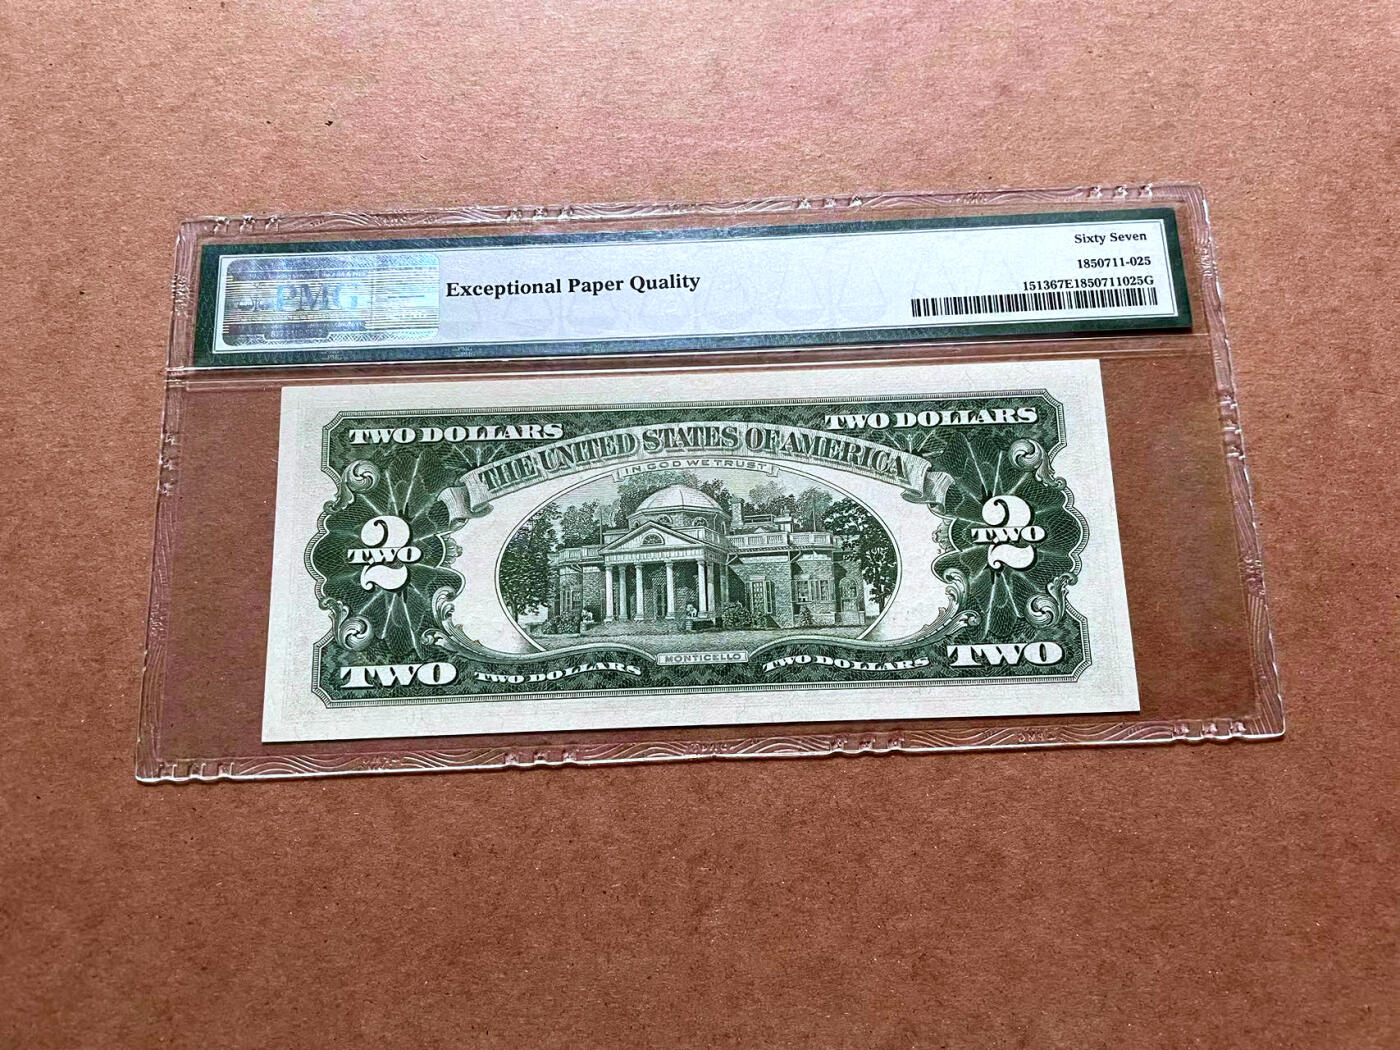 Sixty Seven
1850711-025
151367E1850711025G
PMG
Exceptional Paper Quality
TWO DOLLARS
TWO DOLLARS
THE UNITED STATES OF AMERICA
IN GOD WE TRUST
2
TWO
2
TWO
MONTICELLO
TWO
TWO DOLLARS
TWO DOLLARS
TWO